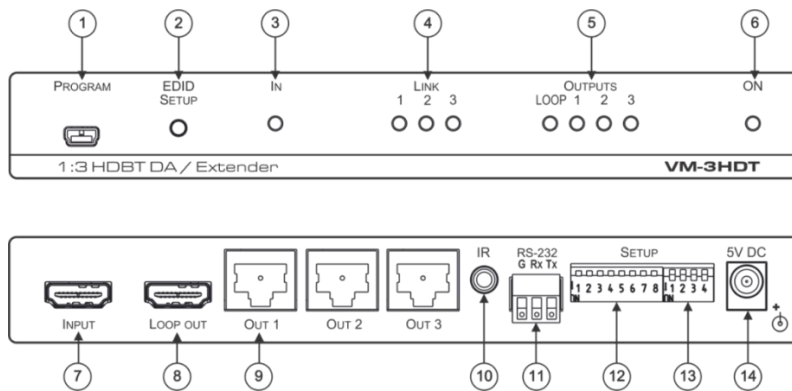 1 2 3 4 5 6
PROGRAM EDID SETUP IN LINK OUTPUTS ON
1 2 3 LOOP 1 2 3
1:3 HDBT DA / Extender VM-3HDT
IR RS-232 SETUP 5V DC
G Rx Tx
1 2 3 4 5 6 7 8 1 2 3 4
ON ON
+
INPUT LOOP OUT OUT 1 OUT 2 OUT 3
7 8 9 10 11 12 13 14